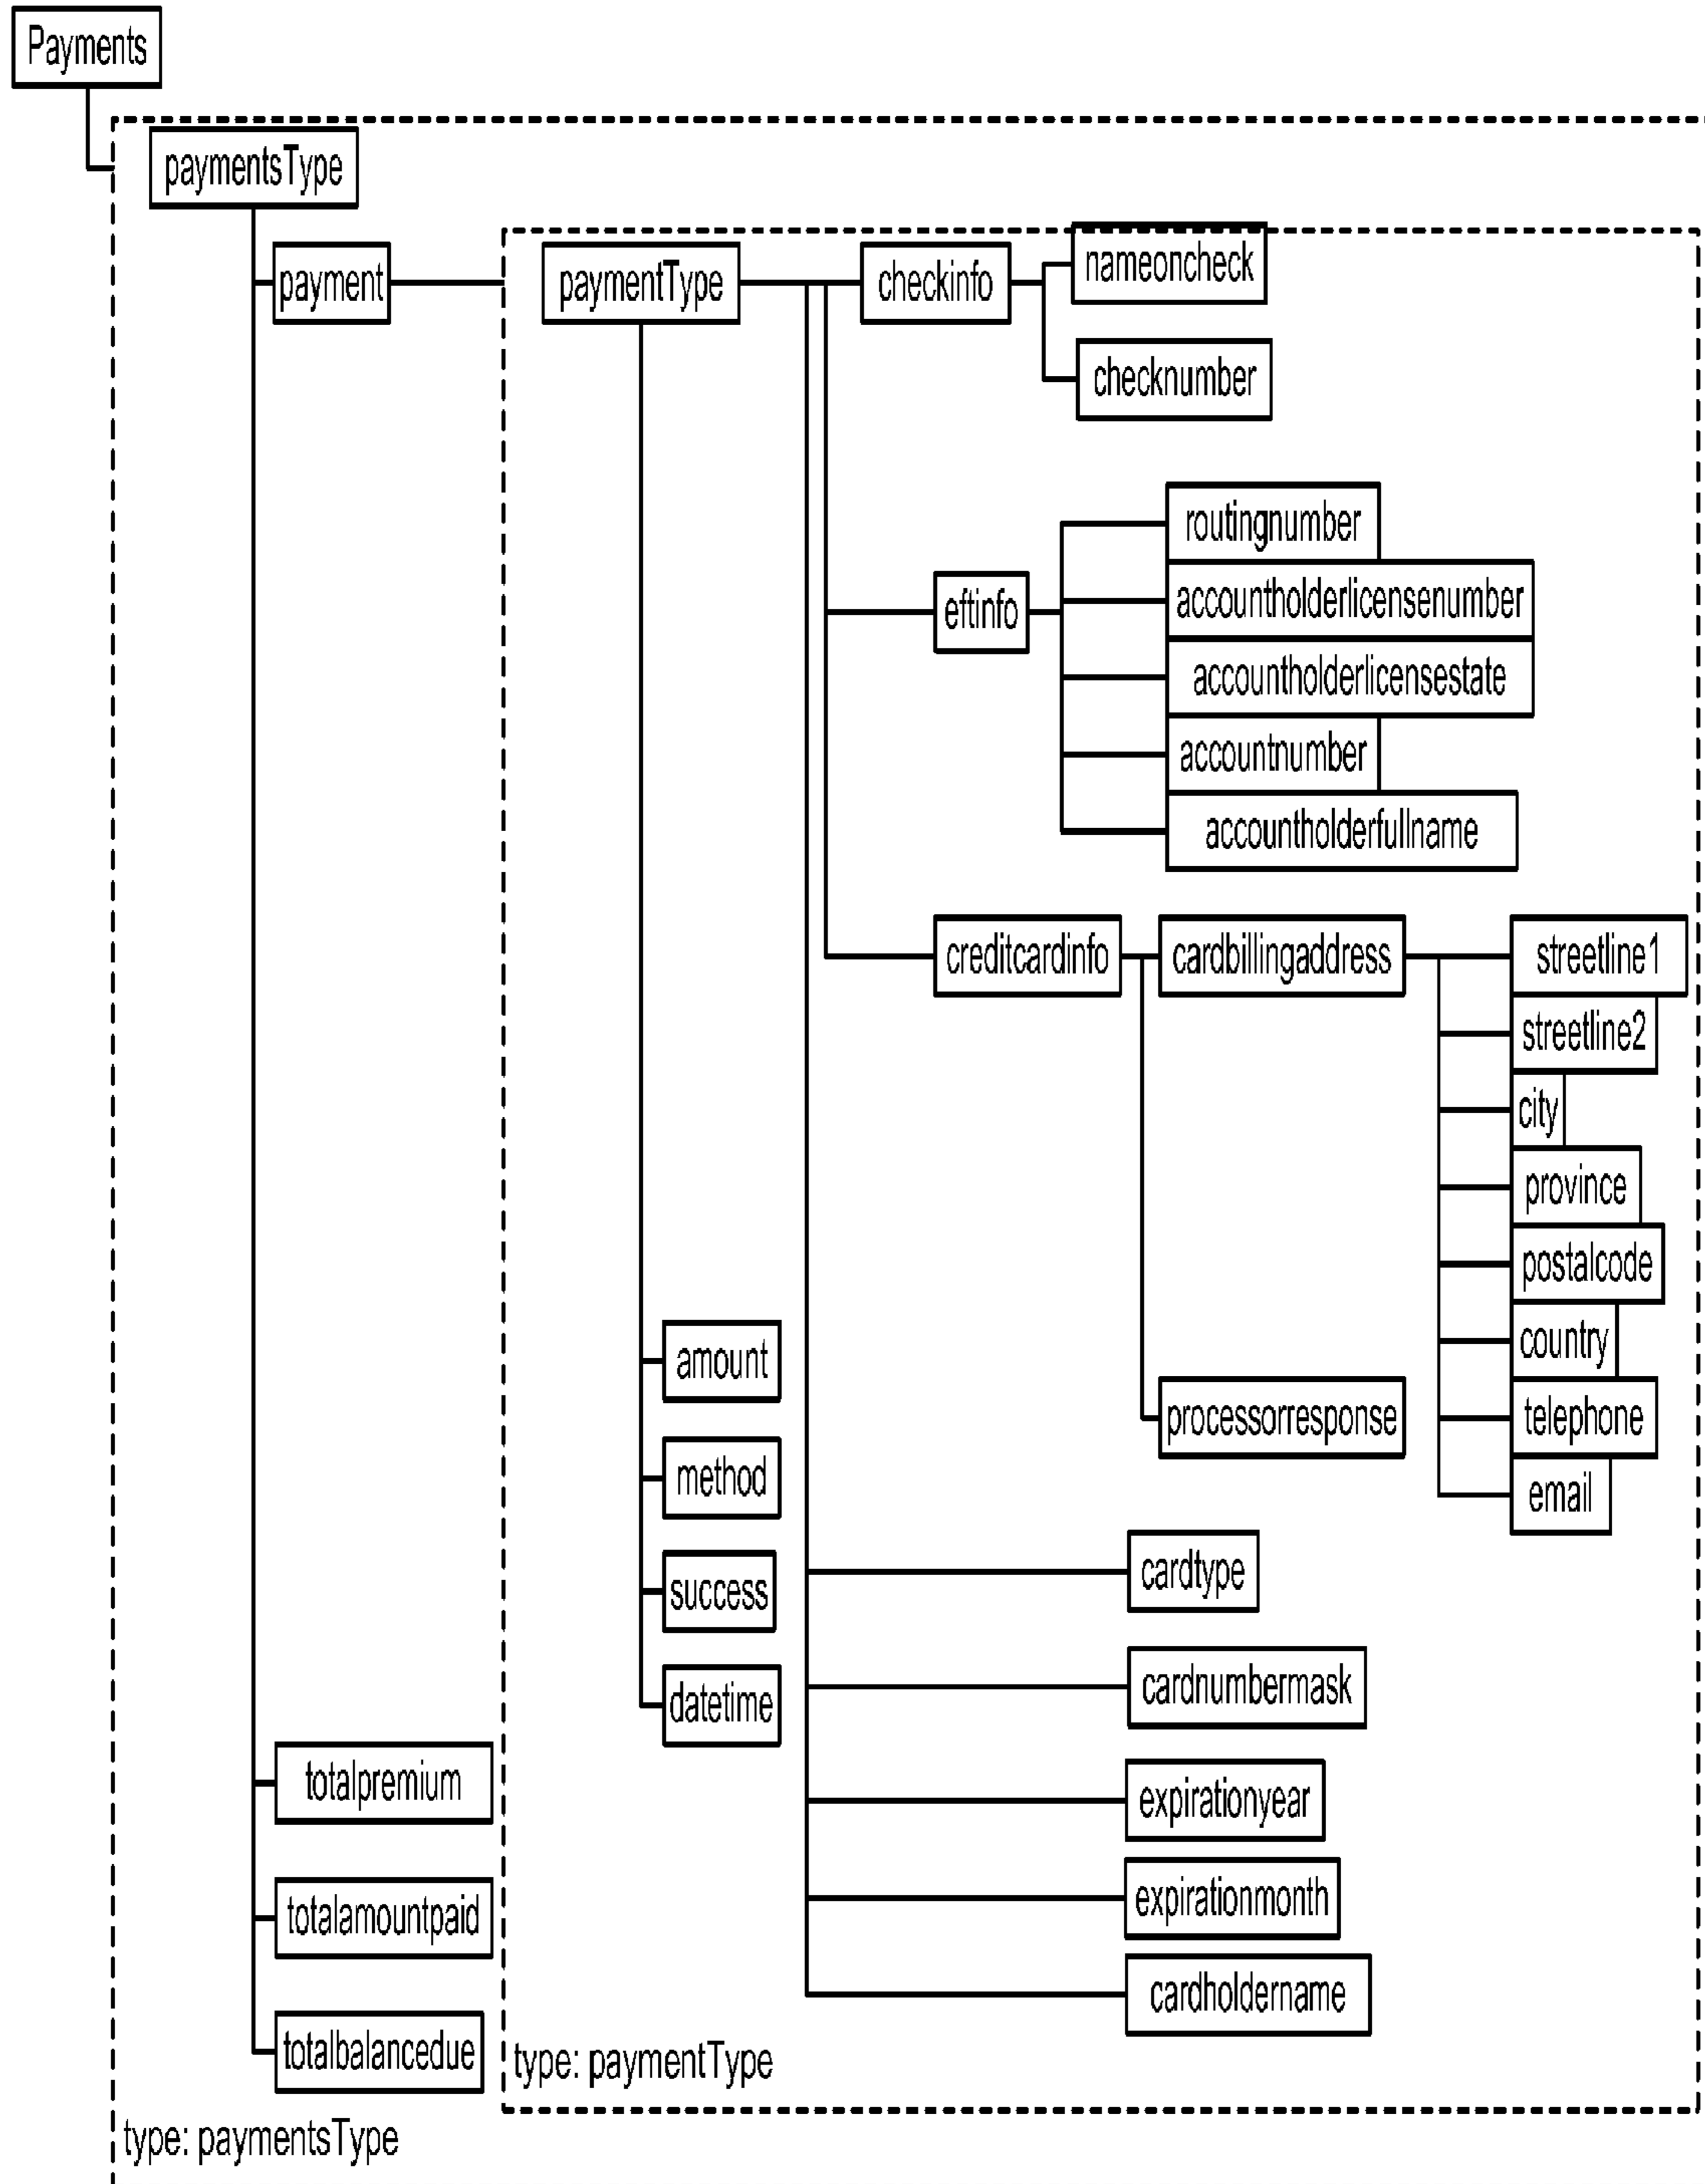 Payments
paymentsType
payment
paymentType
checkinfo
nameoncheck
checknumber
routingnumber
eftinfo
accountholderlicensenumber
accountholderlicensestate
accountnumber
accountholderfullname
creditcardinfo
cardbillingaddress
streetline1
streetline2
city
province
postalcode
country
telephone
email
processorresponse
amount
method
success
datetime
cardtype
cardnumbermask
expirationyear
expirationmonth
cardholdername
totalpremium
totalamountpaid
totalbalancedue
type: paymentType
type: paymentsType